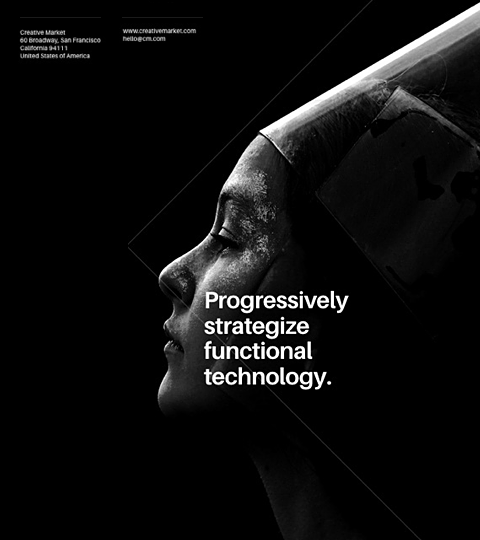 Creative Market
60 Broadway, San Francisco
California 94111
United States of America
www.creativemarket.com
hello@cm.com
Progressively
strategize
functional
technology.